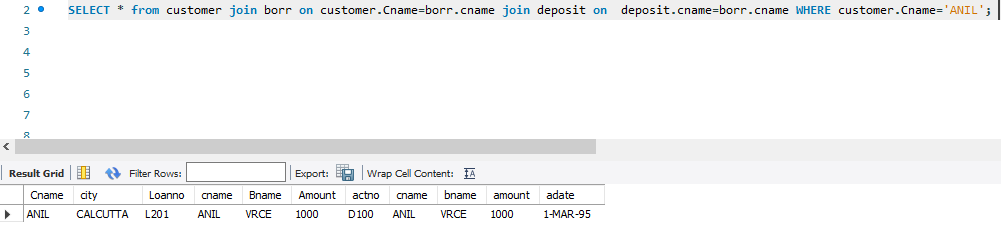 2 SELECT * from customer join borr on customer.Cname=borr.cname join deposit on  deposit.cname=borr.cname WHERE customer.Cname='ANIL';
3
4
5
6
7
8
Result Grid Filter Rows: Export: Wrap Cell Content: IA
Cname city Loanno cname Bname Amount actno cname bname amount adate
ANIL CALCUTTA L201 ANIL VRCE 1000 D100 ANIL VRCE 1000 1-MAR-95